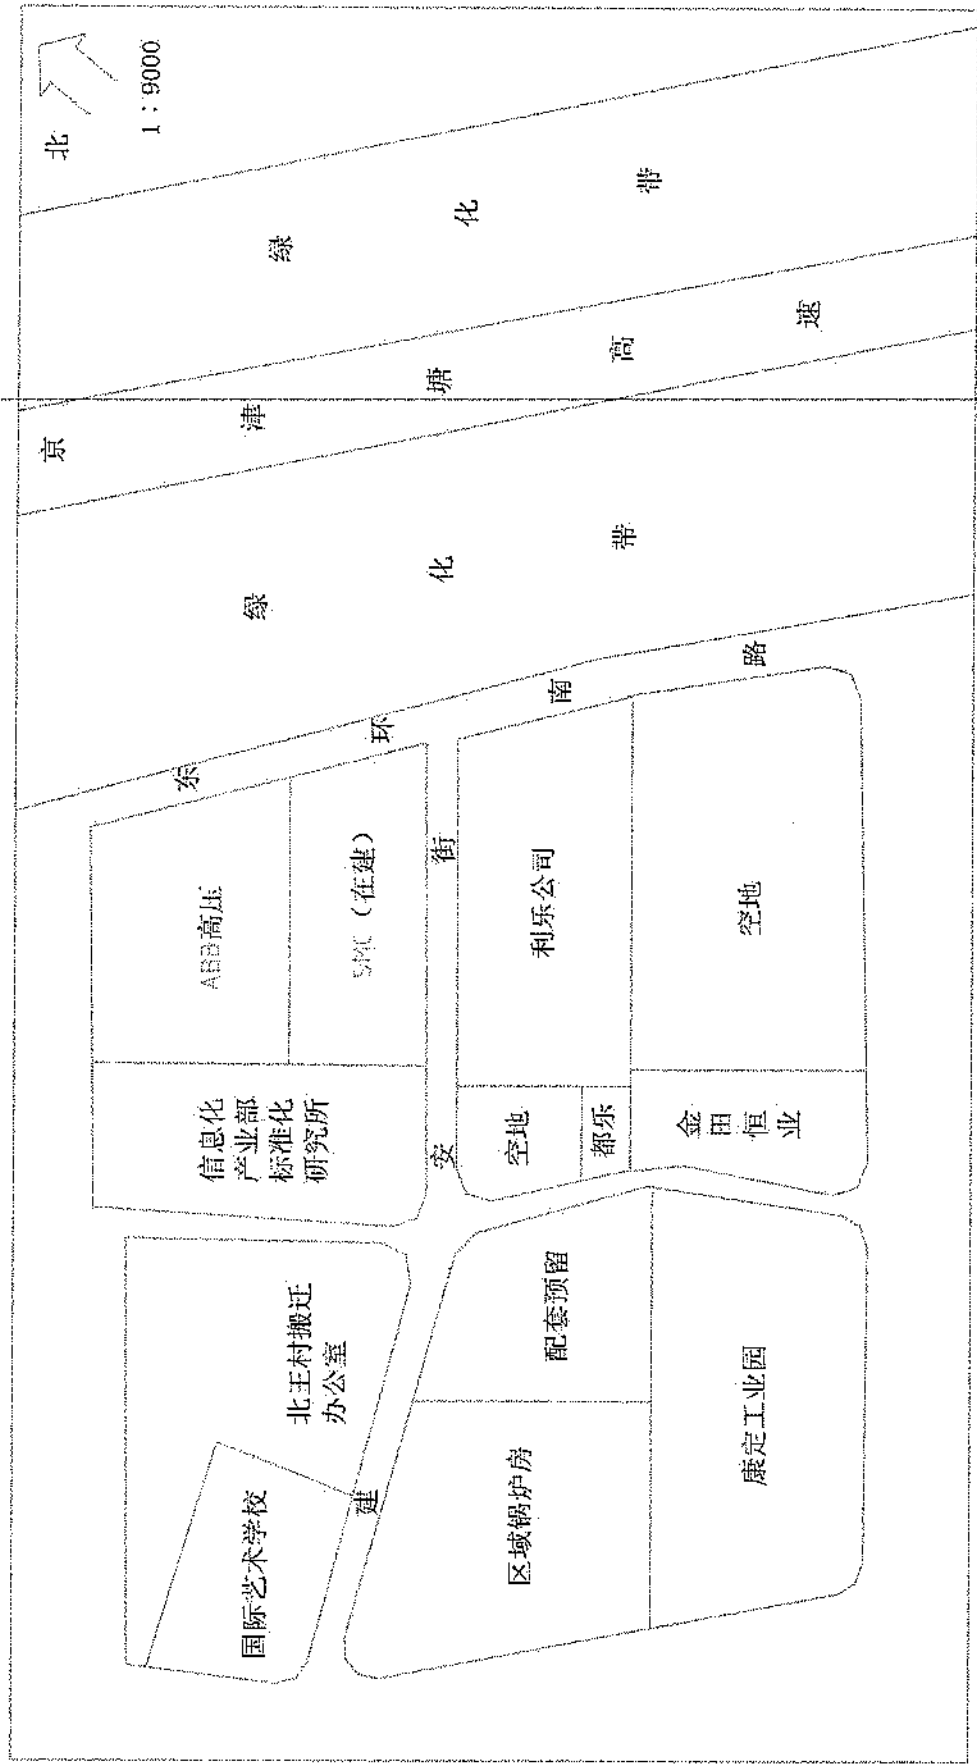 北
1：9000
绿化带
京津塘高速
绿化带
东环南路
ABB高压
SMC（在建）
建安街
利乐公司
空地
信息化
产业部
标准化
研究所
空地
都乐
金田恒业
北王村搬迁
办公室
配套预留
国际艺术学校
区域锅炉房
康定工业园